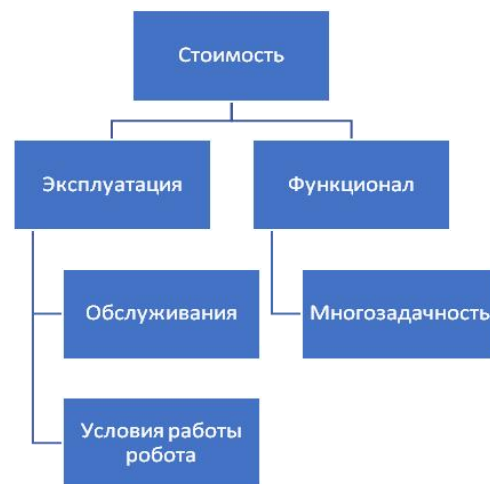 Стоимость
Эксплуатация
Функционал
Обслуживания
Многозадачность
Условия работы
робота